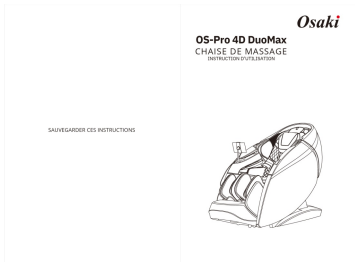 SAUVEGARDER CES INSTRUCTIONS
Osaki
OS-Pro 4D DuoMax
CHAISE DE MASSAGE
INSTRUCTION D'UTILISATION